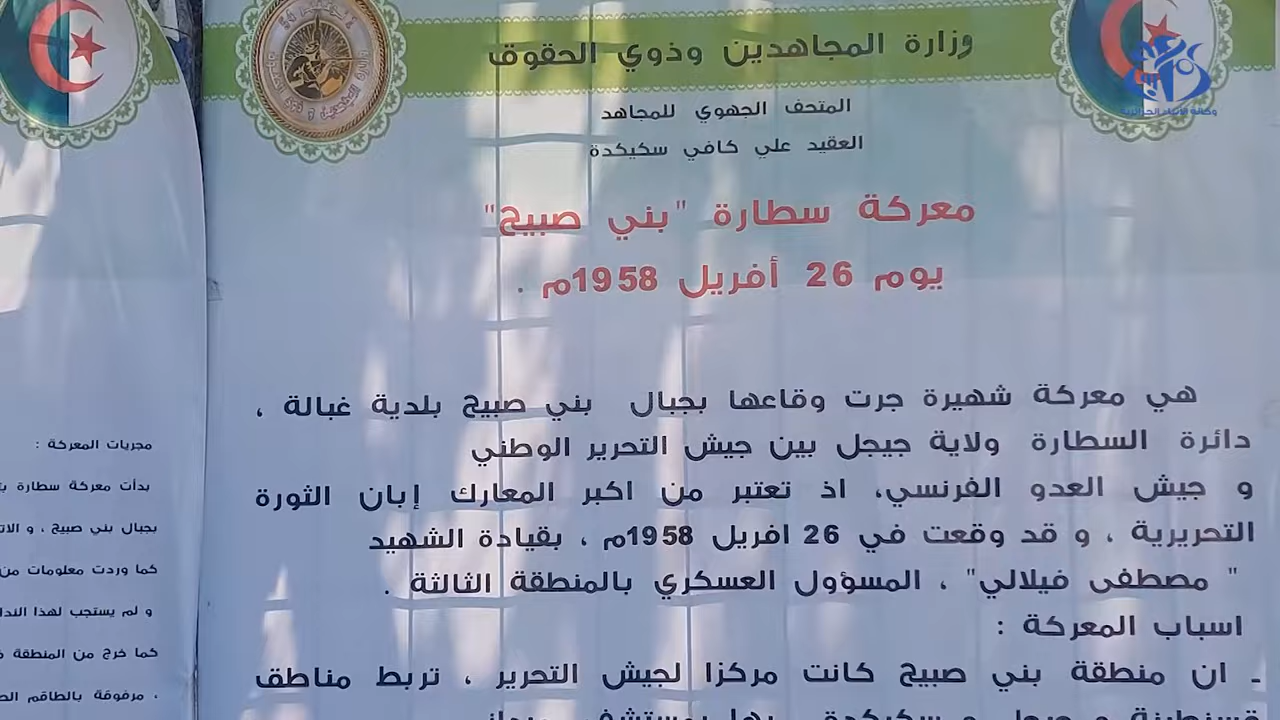 وزارة المجاهدين وذوي الحقوق
المتحف الجهوي للمجاهد
العقيد علي كافي سكيكدة
معركة سطارة "بني صبيح"
يوم 26 أفريل 1958م .
هي معركة شهيرة جرت وقاعها بجبال بني صبيح بلدية غبالة ،
دائرة السطارة ولاية جيجل بين جيش التحرير الوطني
و جيش العدو الفرنسي، اذ تعتبر من اكبر المعارك إبان الثورة
التحريرية ، و قد وقعت في 26 افريل 1958م ، بقيادة الشهيد
" مصطفى فيلالي" ، المسؤول العسكري بالمنطقة الثالثة .
اسباب المعركة :
ـ ان منطقة بني صبيح كانت مركزا لجيش التحرير ، تربط مناطق
مجريات المعركة :
بدأت معركة سطارة
بجبال بني صبيح ، و
كما وردت معلومات من
و لم يستجب لهذا
كما خرج من المنطقة
، مرفوقة بالطاقم
وكالة الأنباء الجزائرية